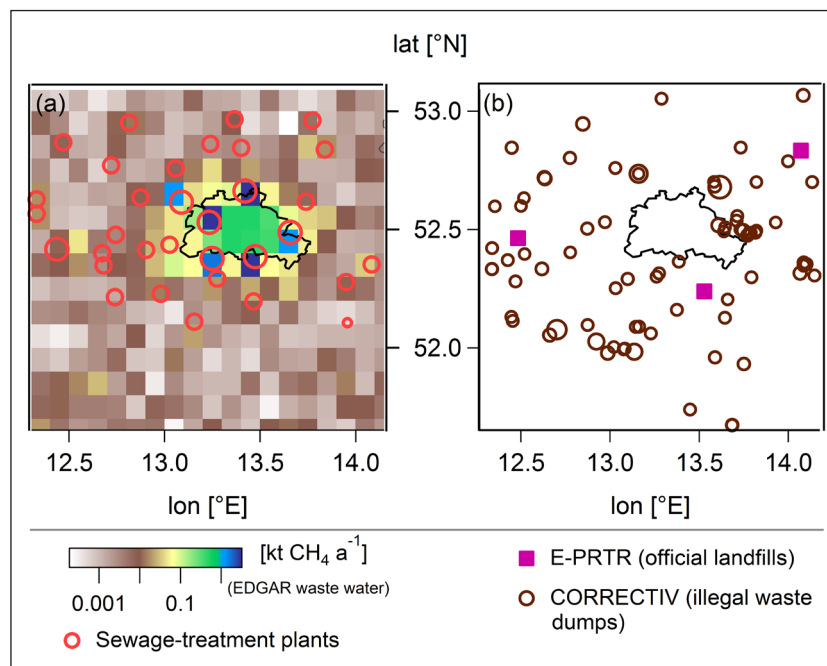 lat [°N]
(a)
(b)
53.0
52.5
52.0
12.5 13.0 13.5 14.0
12.5 13.0 13.5 14.0
lon [°E]
lon [°E]
[kt CH₄ a⁻¹]
(EDGAR waste water)
0.001 0.1
Sewage-treatment plants
E-PRTR (official landfills)
CORRECTIV (illegal waste
dumps)